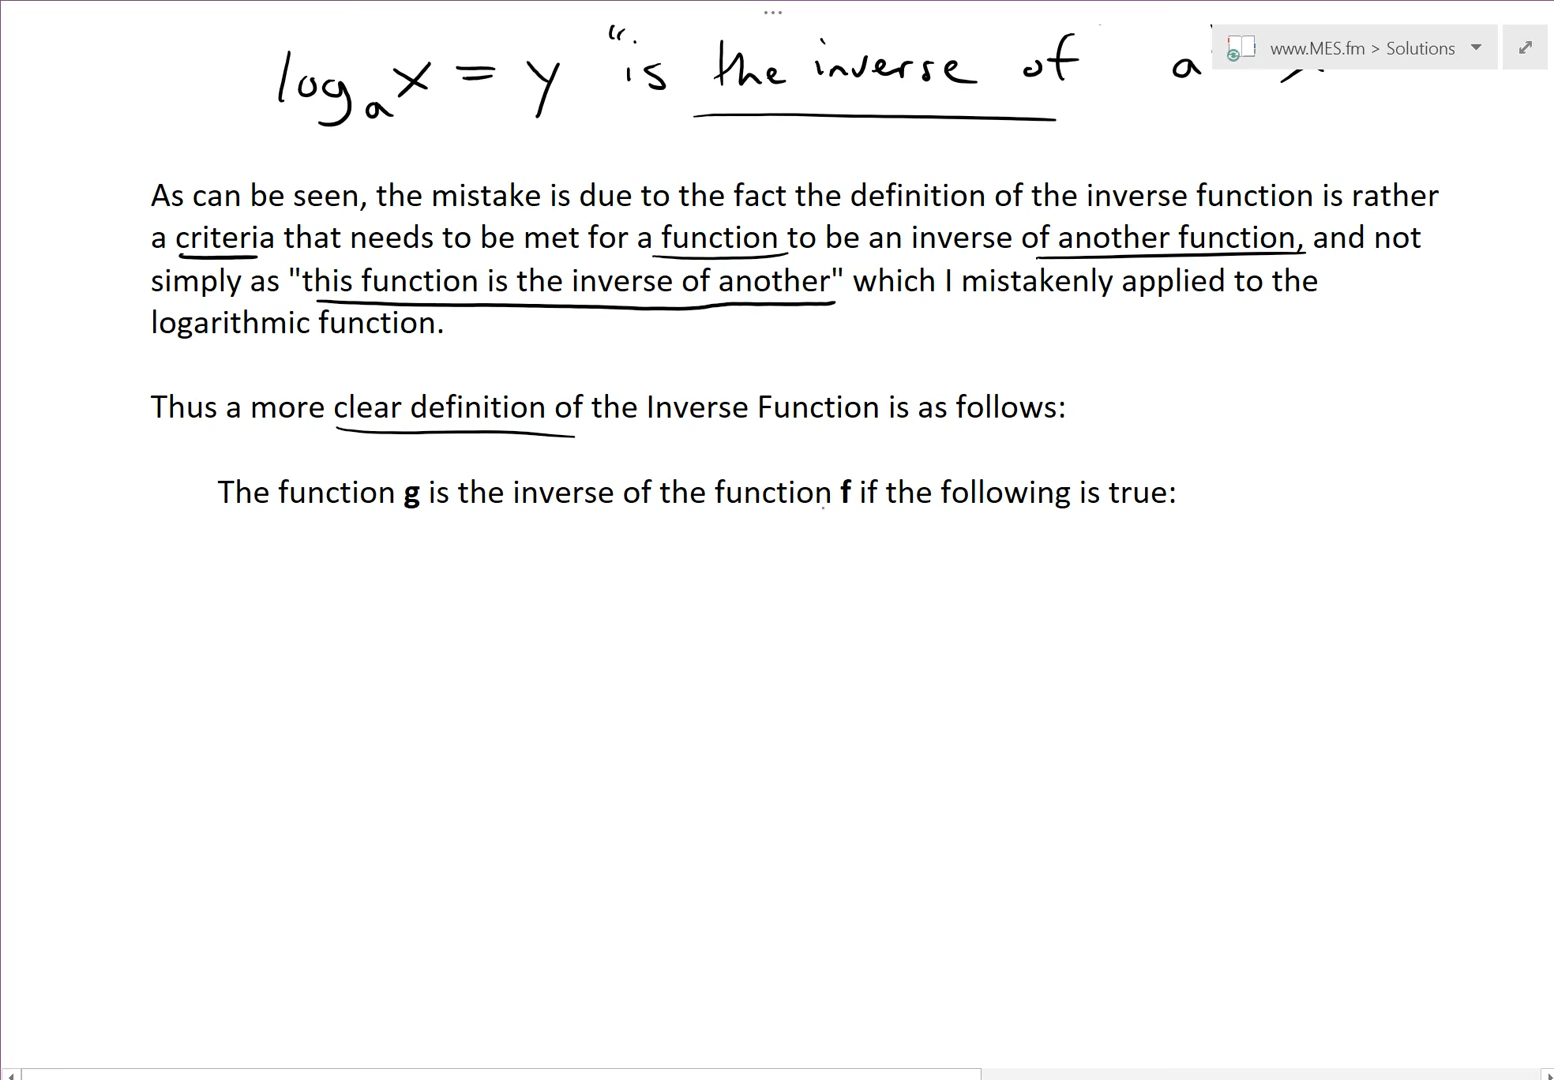 www.MES.fm > Solutions
logₐ x = y "is the inverse of a
As can be seen, the mistake is due to the fact the definition of the inverse function is rather
a criteria that needs to be met for a function to be an inverse of another function, and not
simply as "this function is the inverse of another" which I mistakenly applied to the
logarithmic function.
Thus a more clear definition of the Inverse Function is as follows:
The function g is the inverse of the function f if the following is true: